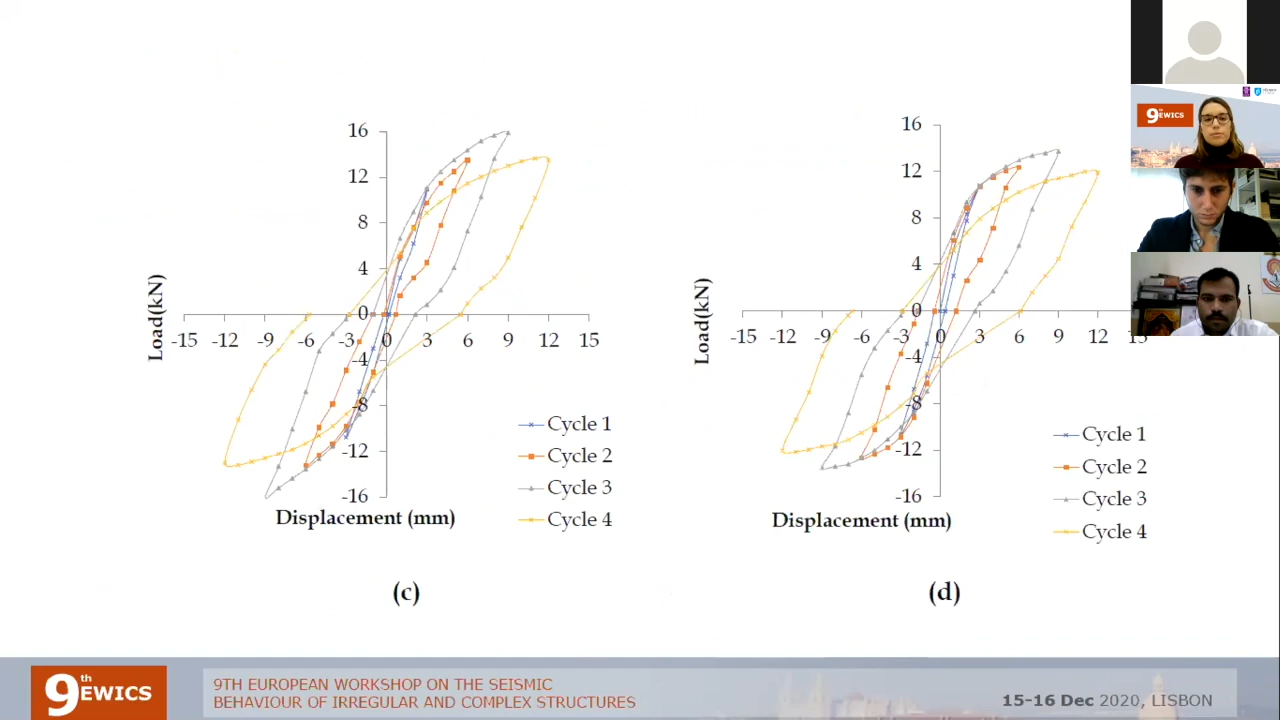 9th EWICS
16
12
8
4
0
-4
-8
-12
-16
-15 -12 -9 -6 -3 0 3 6 9 12 15
Load(kN)
Displacement (mm)
Cycle 1
Cycle 2
Cycle 3
Cycle 4
(c)
16
12
8
4
0
-4
-8
-12
-16
-15 -12 -9 -6 -3 0 3 6 9 12
Load(kN)
Displacement (mm)
Cycle 1
Cycle 2
Cycle 3
Cycle 4
(d)
9th EWICS
9TH EUROPEAN WORKSHOP ON THE SEISMIC
BEHAVIOUR OF IRREGULAR AND COMPLEX STRUCTURES
15-16 Dec 2020, LISBON